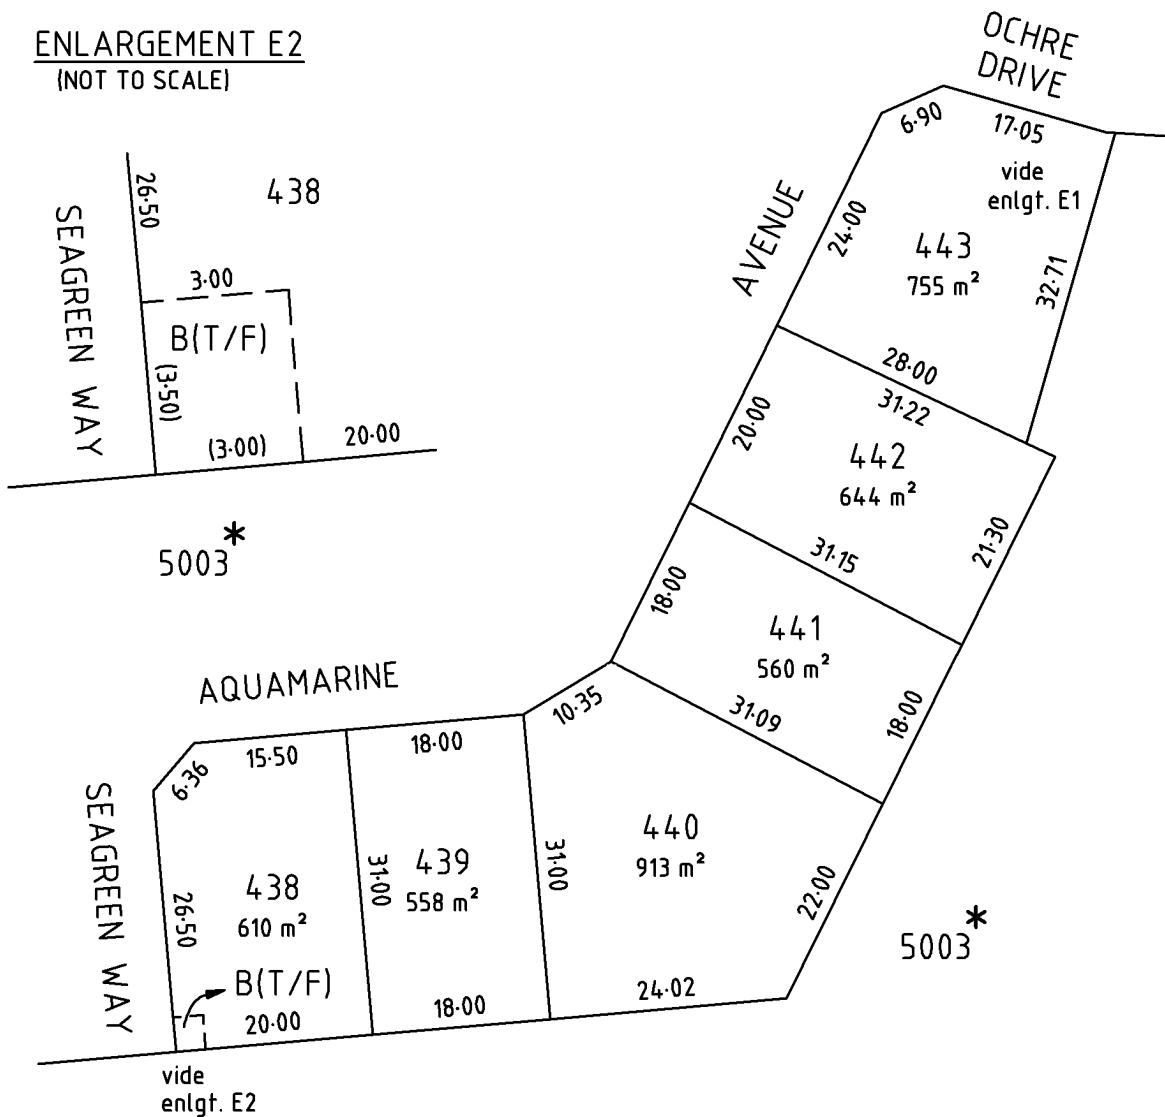 ENLARGEMENT E2
(NOT TO SCALE)
OCHRE
DRIVE
6·90
17·05
vide
enlgt. E1
AVENUE
24·00
443
755 m²
32·71
26·50
438
SEAGREEN WAY
3·00
B(T/F)
(3·50)
(3·00)
20·00
28·00
31·22
20·00
442
644 m²
21·30
5003*
31·15
18·00
441
560 m²
AQUAMARINE
10·35
31·09
18·00
6·36
15·50
18·00
SEAGREEN WAY
26·50
438
610 m²
31·00
439
558 m²
31·00
440
913 m²
22·00
5003*
B(T/F)
20·00
18·00
24·02
vide
enlgt. E2